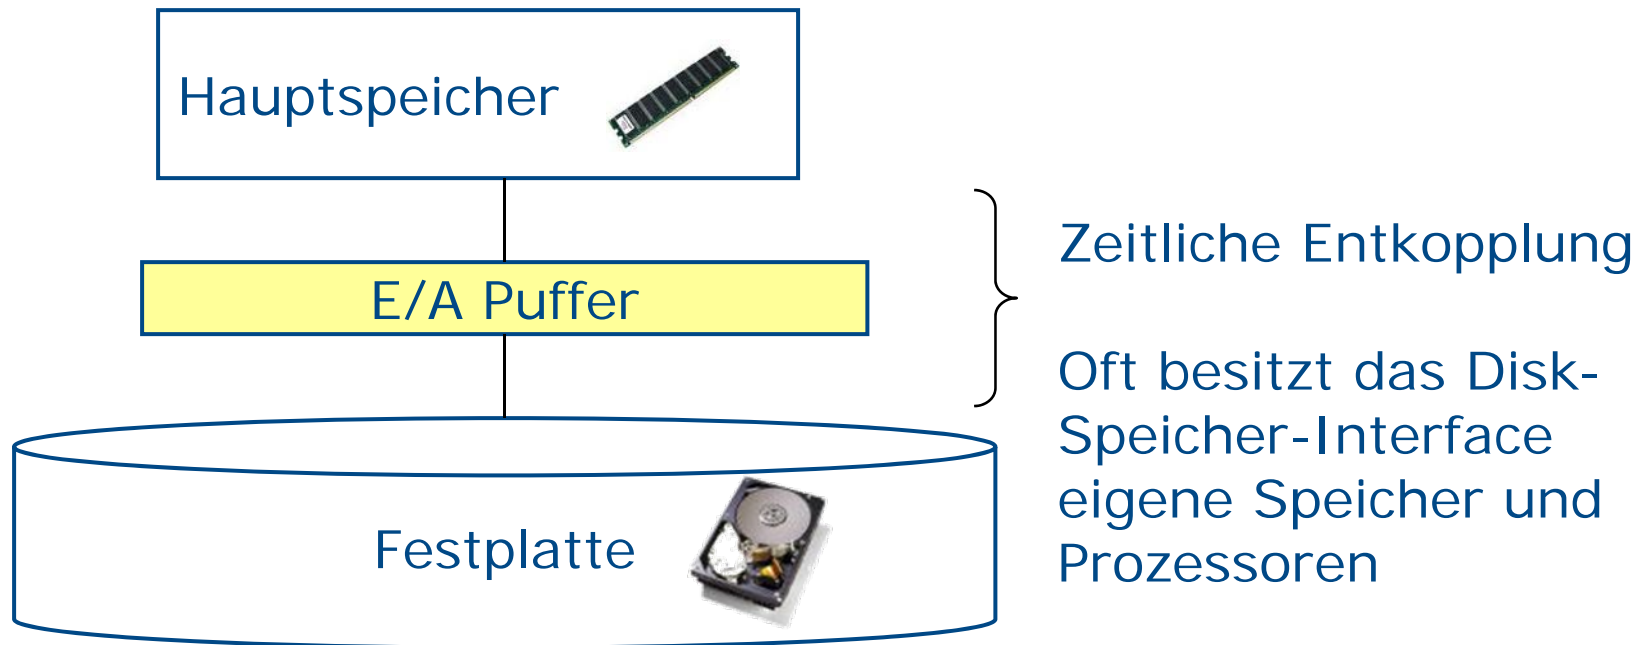 Hauptspeicher
E/A Puffer
Festplatte
Zeitliche Entkopplung
Oft besitzt das Disk-
Speicher-Interface
eigene Speicher und
Prozessoren